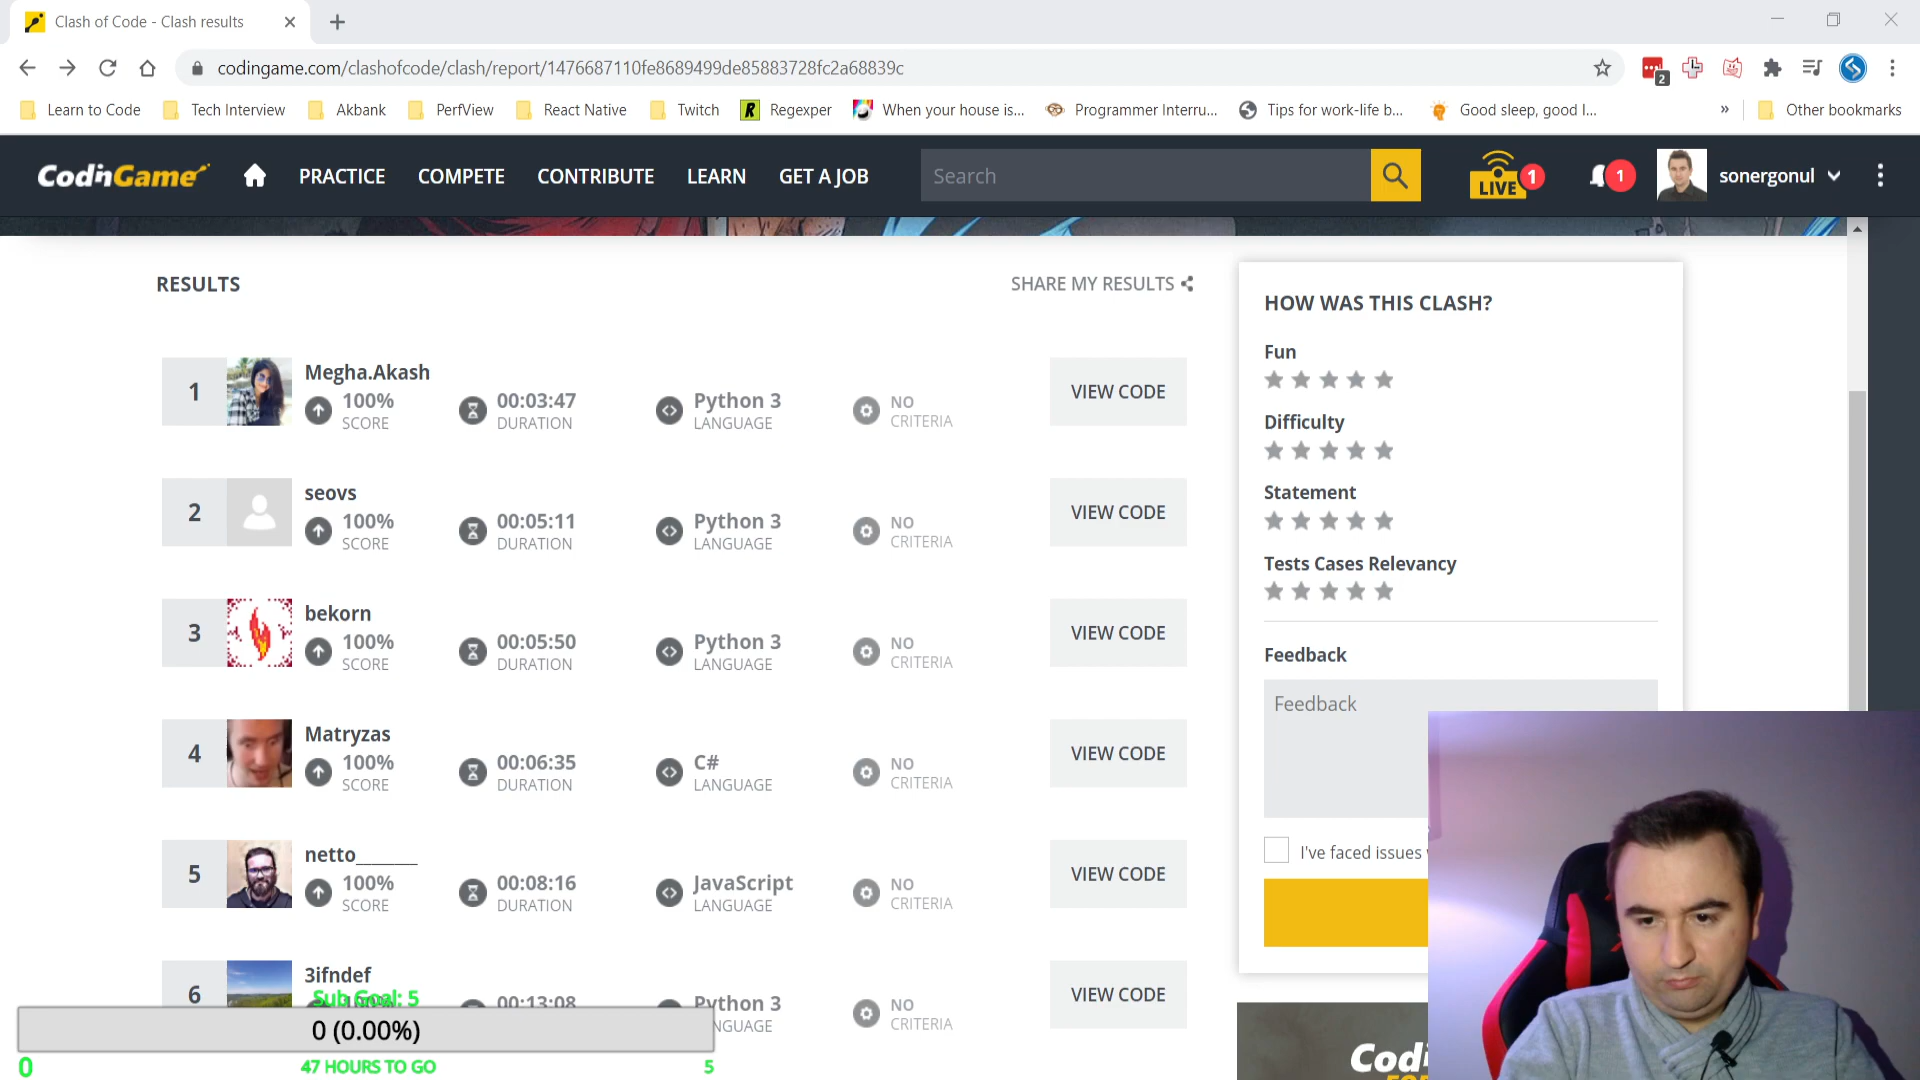 Clash of Code - Clash results
codingame.com/clashofcode/clash/report/1476687110fe8689499de85883728fc2a68839c
2
Learn to Code Tech Interview Akbank PerfView React Native Twitch R Regexper When your house is... Programmer Interru... Tips for work-life b... Good sleep, good l... » Other bookmarks
CodinGame PRACTICE COMPETE CONTRIBUTE LEARN GET A JOB Search LIVE 1 1 sonergonul
RESULTS SHARE MY RESULTS
1 Megha.Akash
100% SCORE 00:03:47 DURATION Python 3 LANGUAGE NO CRITERIA VIEW CODE
2 seovs
100% SCORE 00:05:11 DURATION Python 3 LANGUAGE NO CRITERIA VIEW CODE
3 bekorn
100% SCORE 00:05:50 DURATION Python 3 LANGUAGE NO CRITERIA VIEW CODE
4 Matryzas
100% SCORE 00:06:35 DURATION C# LANGUAGE NO CRITERIA VIEW CODE
5 netto_______
100% SCORE 00:08:16 DURATION JavaScript LANGUAGE NO CRITERIA VIEW CODE
6 3ifndef
100% 00:13:08 Python 3 NGUAGE NO CRITERIA VIEW CODE
HOW WAS THIS CLASH?
Fun
Difficulty
Statement
Tests Cases Relevancy
Feedback
Feedback
I've faced issues
Codi
Sub Goal: 5
0 (0.00%)
0 47 HOURS TO GO 5